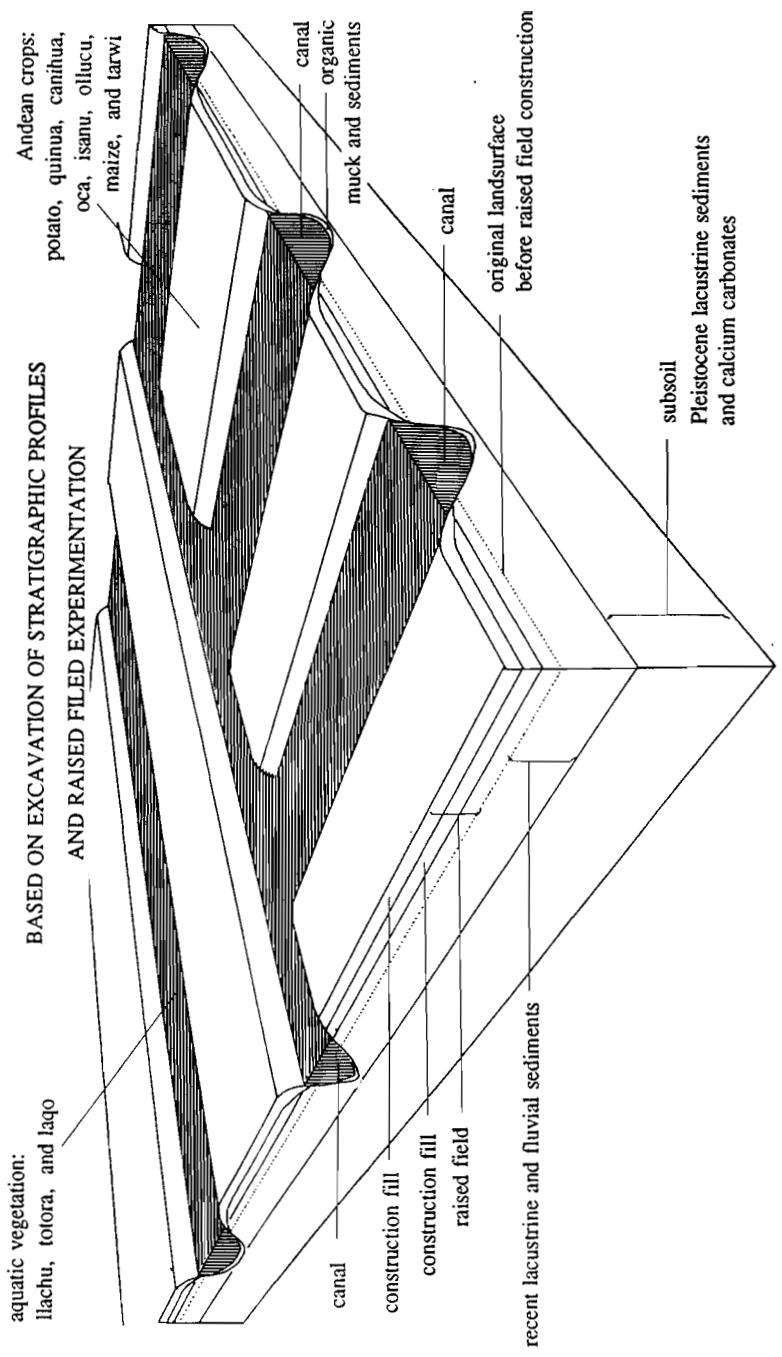 BASED ON EXCAVATION OF STRATIGRAPHIC PROFILES
AND RAISED FILED EXPERIMENTATION
aquatic vegetation:
llachu, totora, and laqo
Andean crops:
potato, quinua, canihua,
oca, isanu, ollucu,
maize, and tarwi
canal
organic
muck and sediments
canal
original landsurface
before raised field construction
subsoil
Pleistocene lacustrine sediments
and calcium carbonates
canal
construction fill
construction fill
raised field
recent lacustrine and fluvial sediments